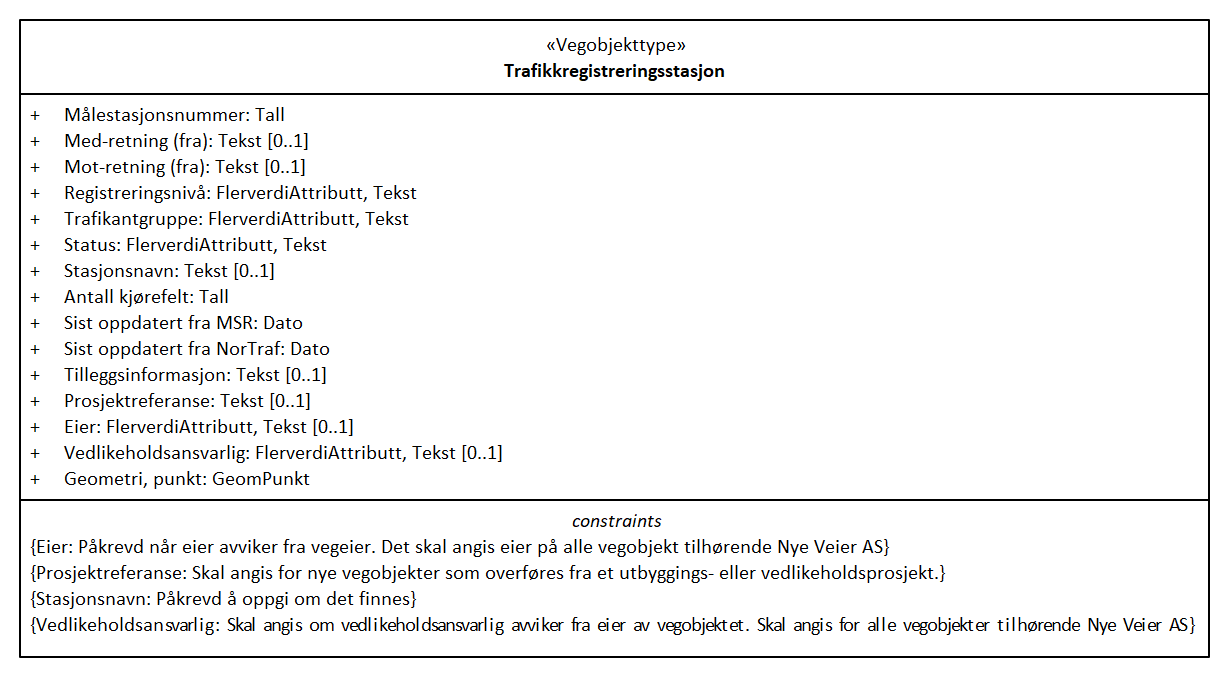 «Vegobjekttype»
Trafikkregistreringsstasjon
+ Målestasjonsnummer: Tall
+ Med-retning (fra): Tekst [0..1]
+ Mot-retning (fra): Tekst [0..1]
+ Registreringsnivå: FlerverdiAttributt, Tekst
+ Trafikantgruppe: FlerverdiAttributt, Tekst
+ Status: FlerverdiAttributt, Tekst
+ Stasjonsnavn: Tekst [0..1]
+ Antall kjørefelt: Tall
+ Sist oppdatert fra MSR: Dato
+ Sist oppdatert fra NorTraf: Dato
+ Tilleggsinformasjon: Tekst [0..1]
+ Prosjektreferanse: Tekst [0..1]
+ Eier: FlerverdiAttributt, Tekst [0..1]
+ Vedlikeholdsansvarlig: FlerverdiAttributt, Tekst [0..1]
+ Geometri, punkt: GeomPunkt
constraints
{Eier: Påkrevd når eier avviker fra vegeier. Det skal angis eier på alle vegobjekt tilhørende Nye Veier AS}
{Prosjektreferanse: Skal angis for nye vegobjekter som overføres fra et utbyggings- eller vedlikeholdsprosjekt.}
{Stasjonsnavn: Påkrevd å oppgi om det finnes}
{Vedlikeholdsansvarlig: Skal angis om vedlikeholdsansvarlig avviker fra eier av vegobjektet. Skal angis for alle vegobjekter tilhørende Nye Veier AS}